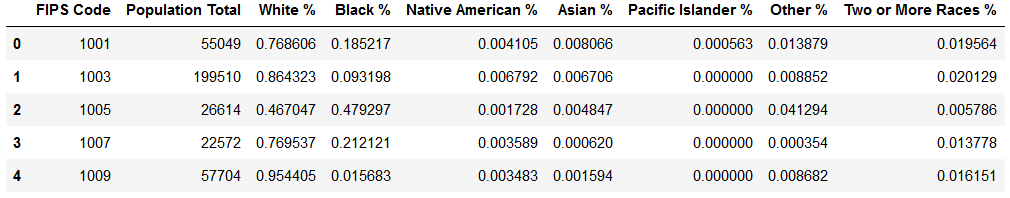 FIPS Code Population Total White % Black % Native American % Asian % Pacific Islander % Other % Two or More Races %
0 1001 55049 0.768606 0.185217 0.004105 0.008066 0.000563 0.013879 0.019564
1 1003 199510 0.864323 0.093198 0.006792 0.006706 0.000000 0.008852 0.020129
2 1005 26614 0.467047 0.479297 0.001728 0.004847 0.000000 0.041294 0.005786
3 1007 22572 0.769537 0.212121 0.003589 0.000620 0.000000 0.000354 0.013778
4 1009 57704 0.954405 0.015683 0.003483 0.001594 0.000000 0.008682 0.016151